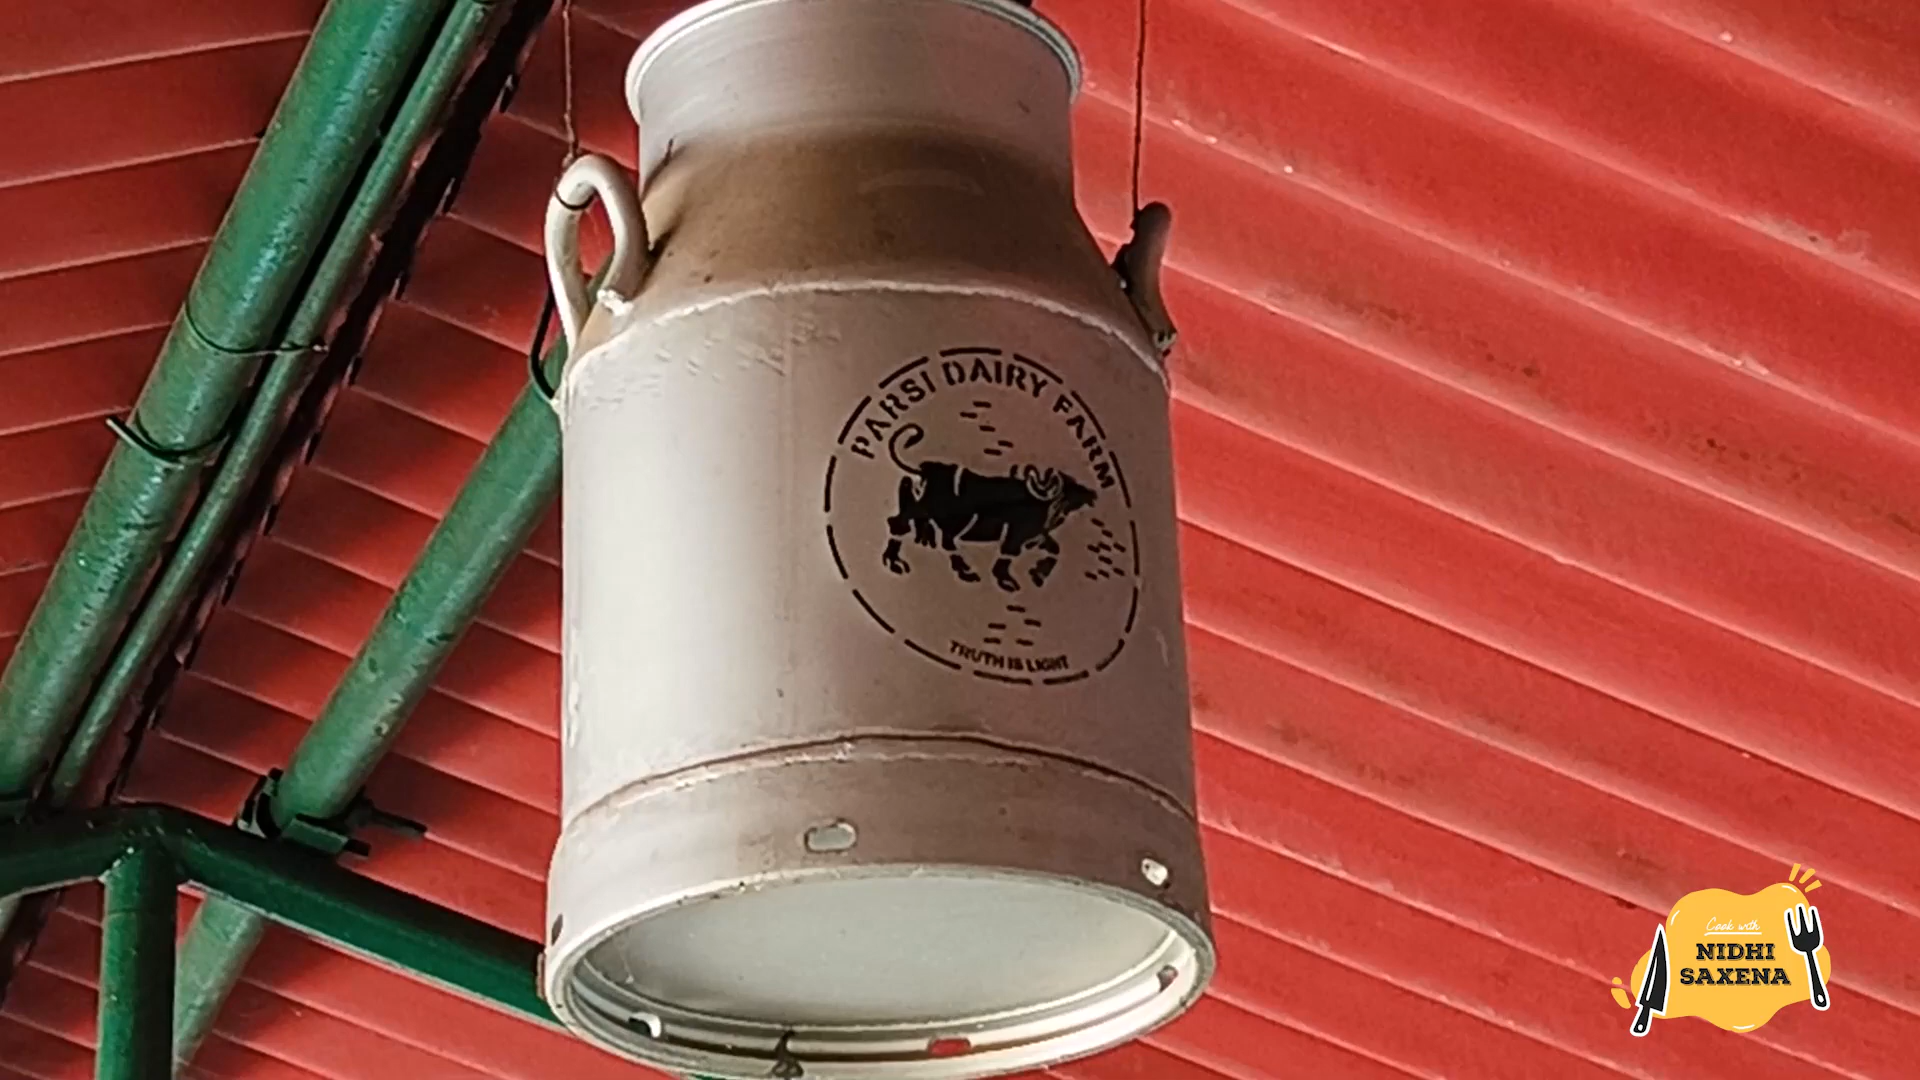 PARSI DAIRY FARM
TRUTH IS LIGHT
Cook with
NIDHI
SAXENA